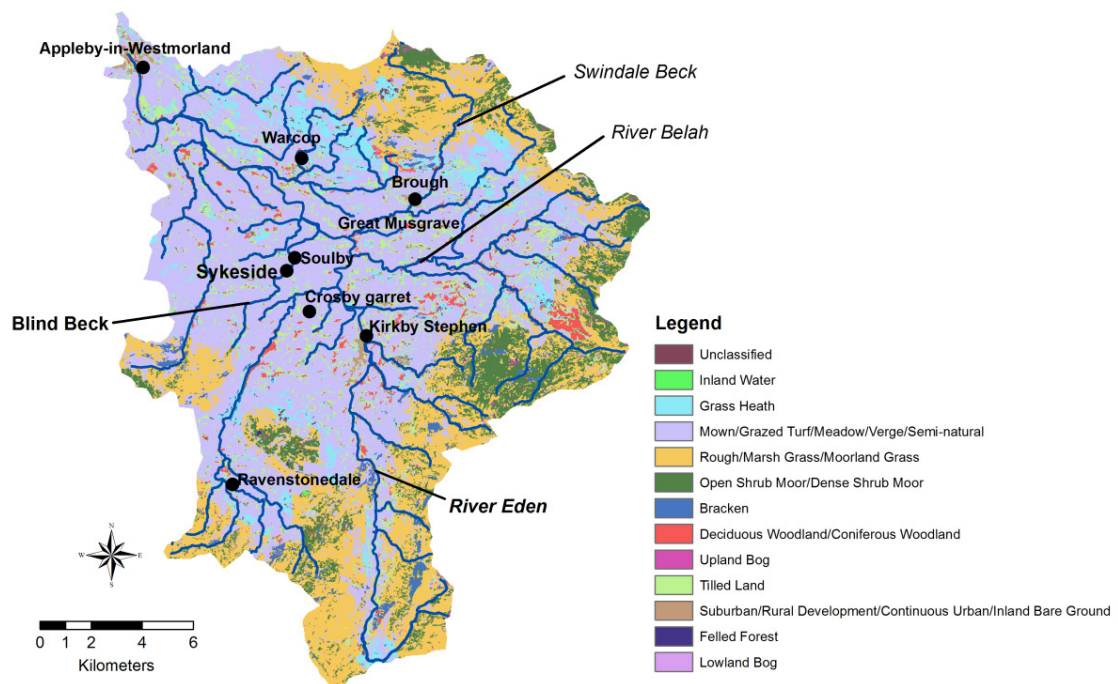 Appleby-in-Westmorland
Swindale Beck
River Belah
Warcop
Brough
Great Musgrave
Soulby
Sykeside
Crosby garret
Blind Beck
Kirkby Stephen
Ravenstonedale
River Eden
N
W E
S
0 1 2 4 6
Kilometers
Legend
Unclassified
Inland Water
Grass Heath
Mown/Grazed Turf/Meadow/Verge/Semi-natural
Rough/Marsh Grass/Moorland Grass
Open Shrub Moor/Dense Shrub Moor
Bracken
Deciduous Woodland/Coniferous Woodland
Upland Bog
Tilled Land
Suburban/Rural Development/Continuous Urban/Inland Bare Ground
Felled Forest
Lowland Bog